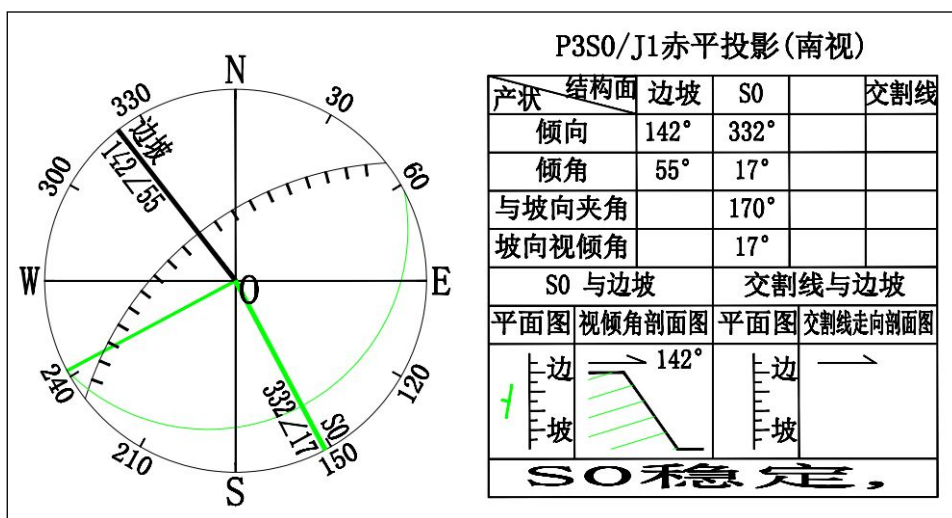 P3S0/J1赤平投影(南视)
N
330
30
边坡
142∠55
300
60
W
O
E
240
120
332∠17
S0
210
150
S
产状 结构面 边坡 S0 交割线
倾向 142° 332°
倾角 55° 17°
与坡向夹角 170°
坡向视倾角 17°
S0 与边坡 交割线与边坡
平面图 视倾角剖面图 平面图 交割线走向剖面图
边坡 142° 边坡
S0稳定,